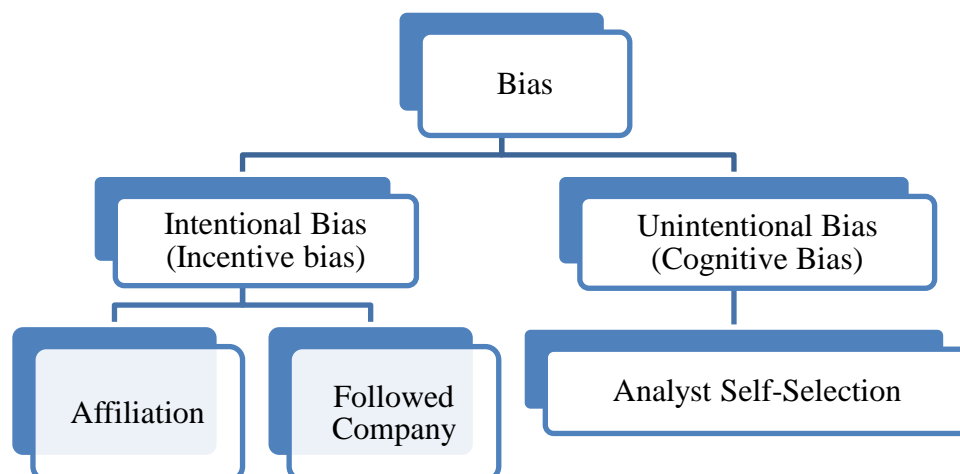 Bias
Intentional Bias
(Incentive bias)
Unintentional Bias
(Cognitive Bias)
Affiliation
Followed
Company
Analyst Self-Selection